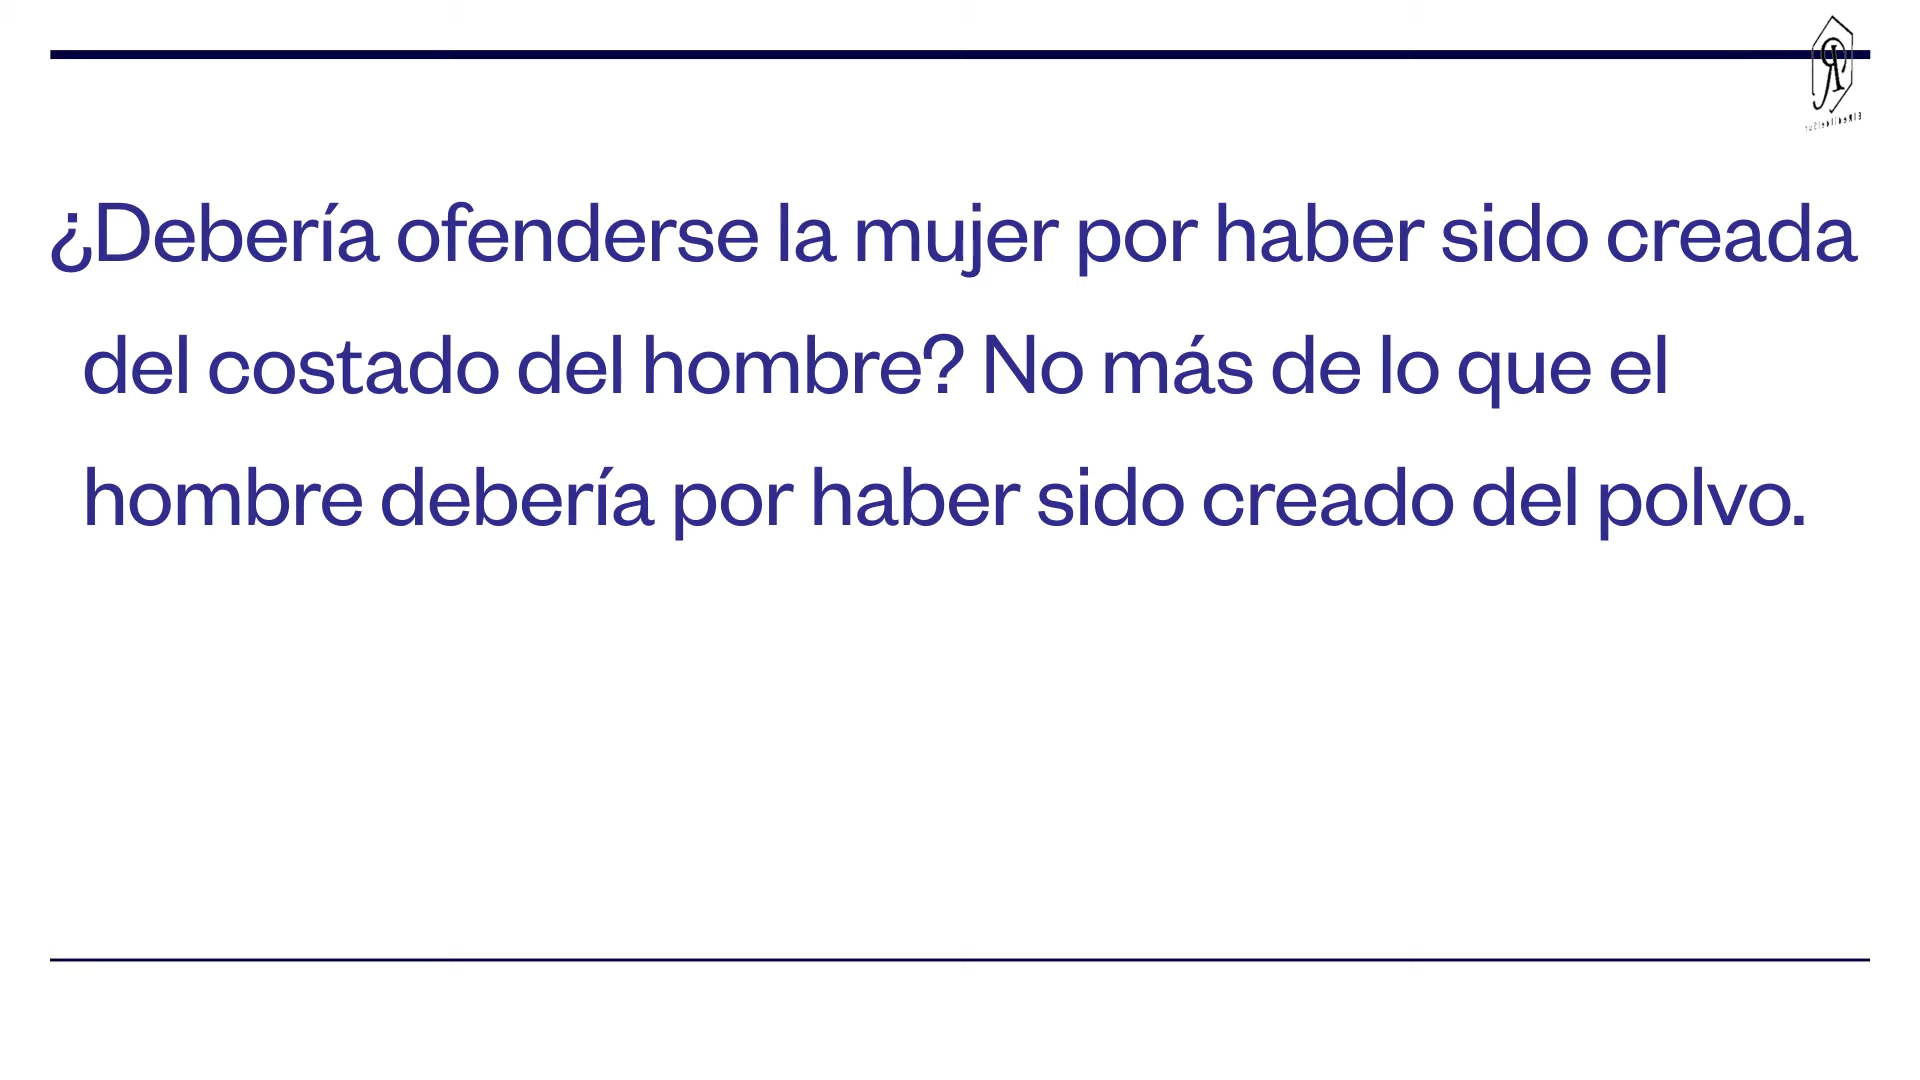 ¿Debería ofenderse la mujer por haber sido creada
del costado del hombre? No más de lo que el
hombre debería por haber sido creado del polvo.